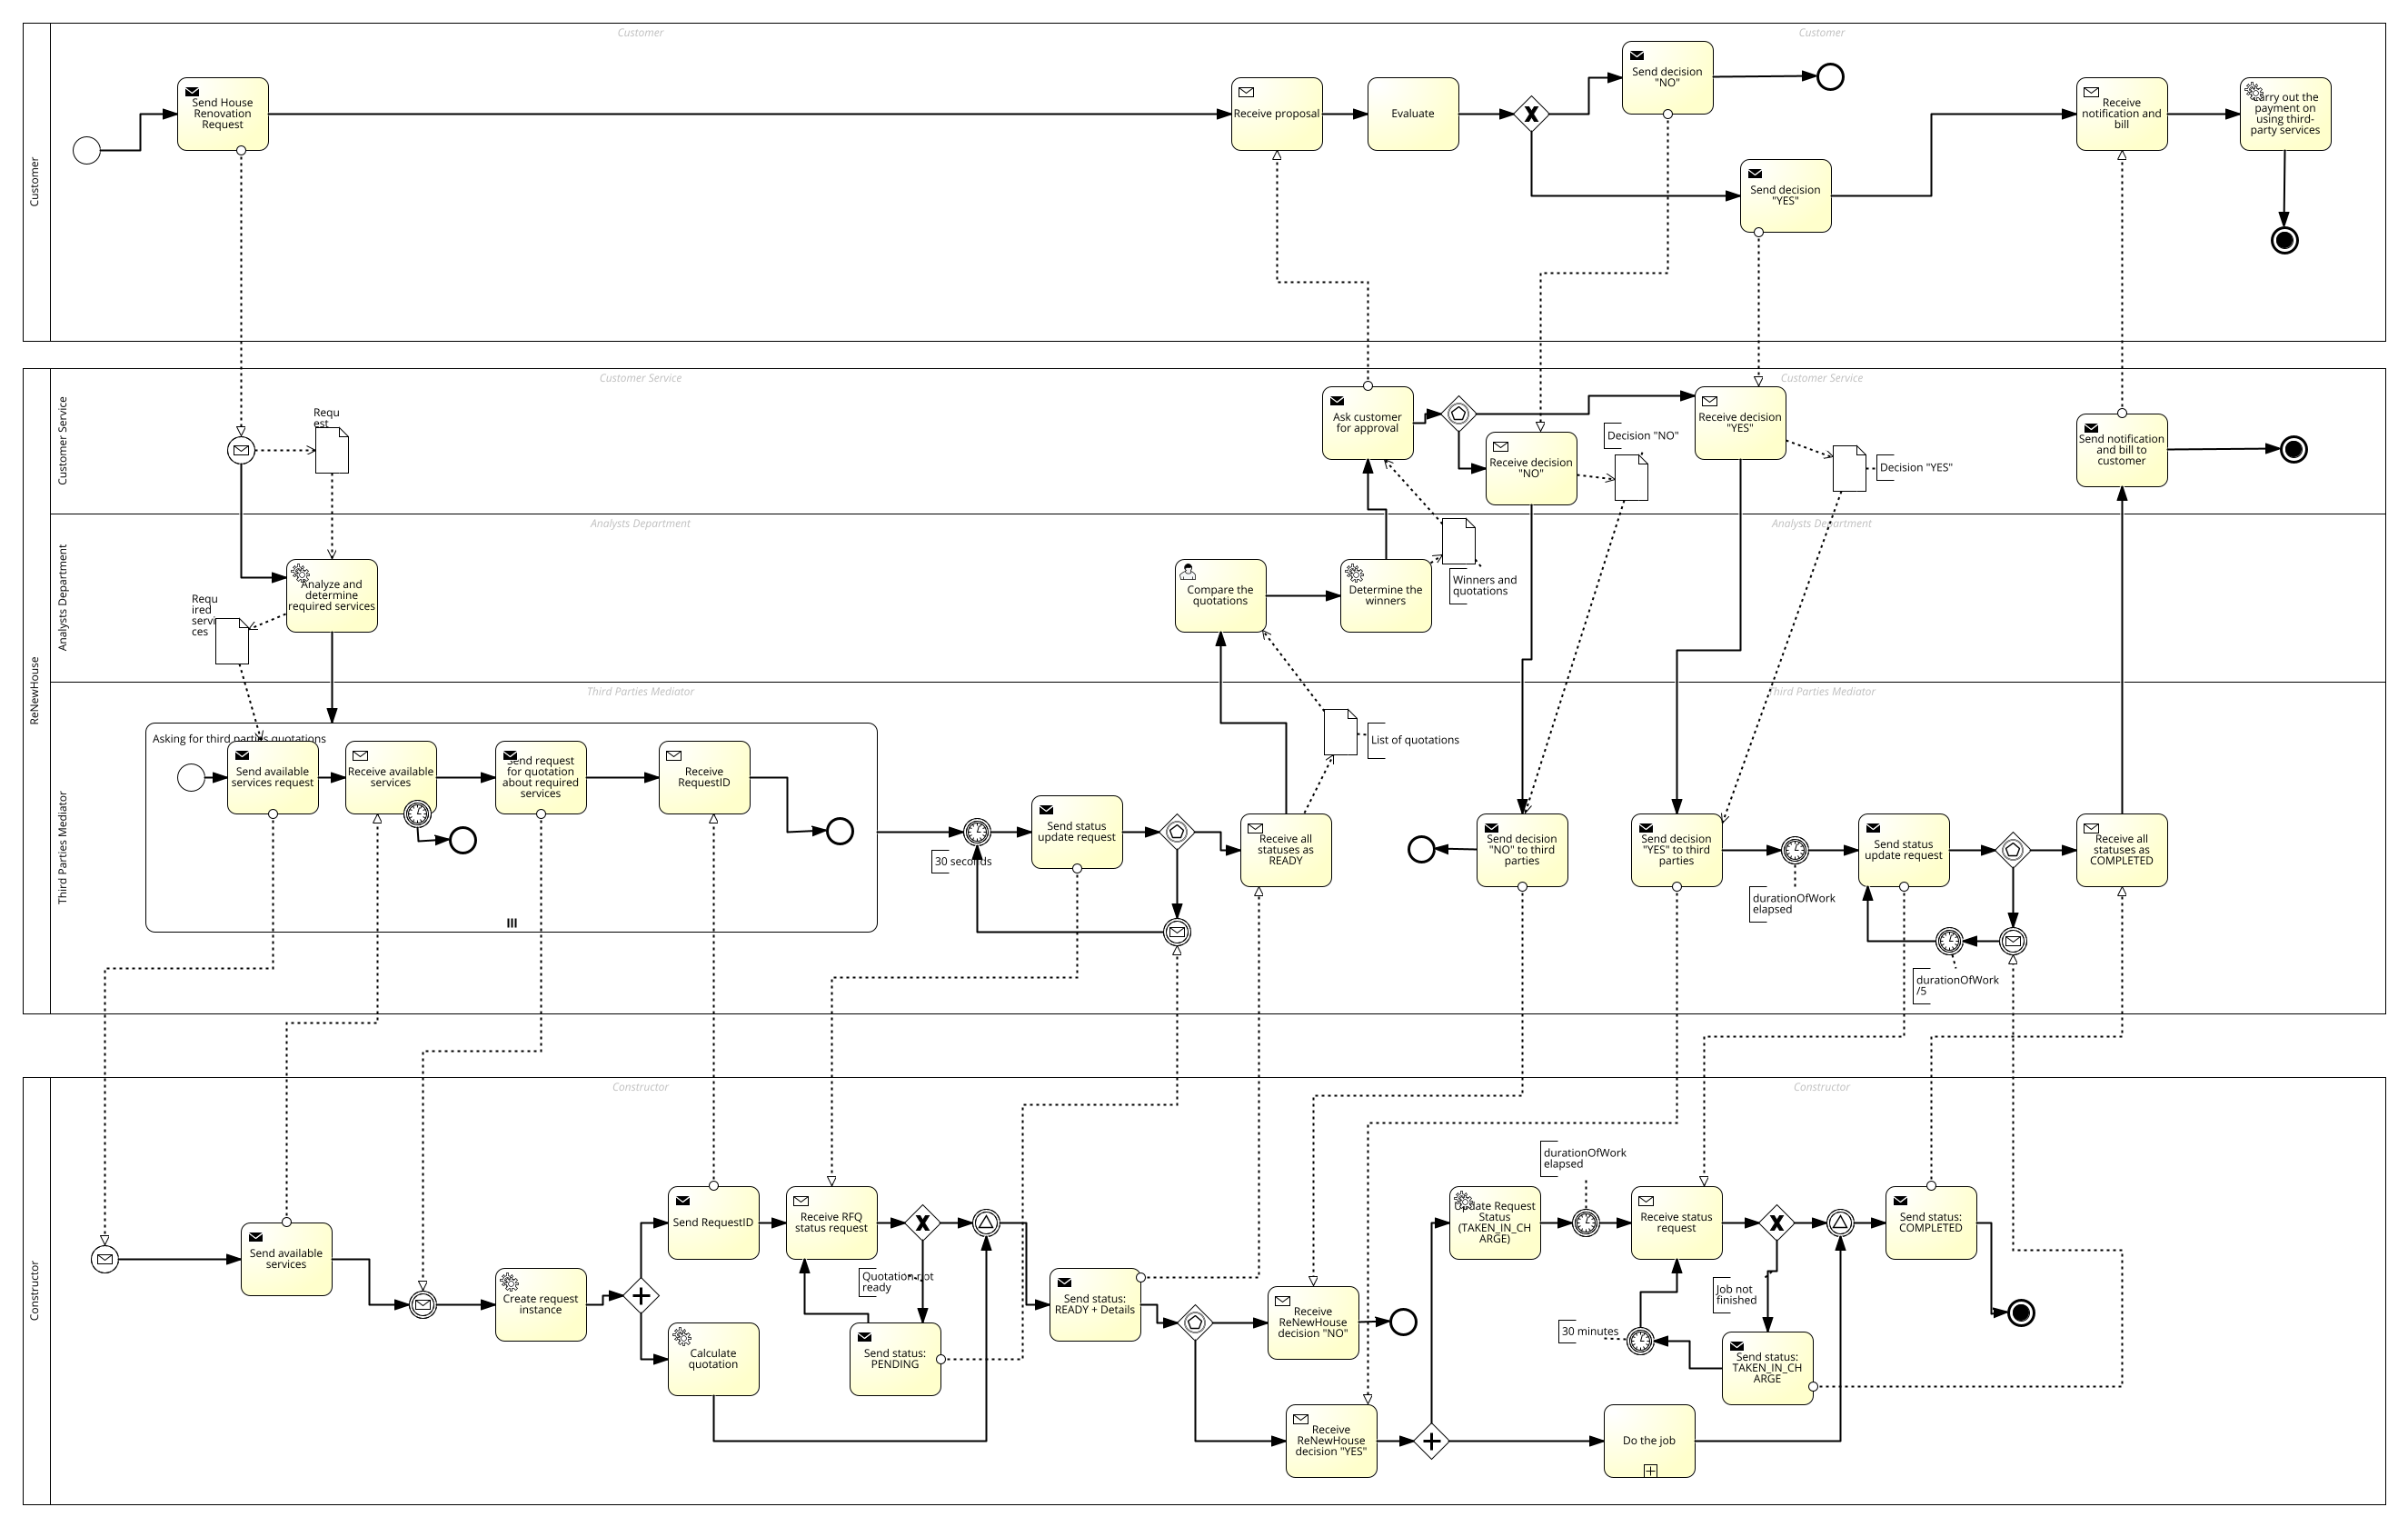 Customer
Customer
Customer
Send House
Renovation
Request
Receive proposal
Evaluate
Send decision
"NO"
Send decision
"YES"
Receive
notification and
bill
Carry out the
payment on
using third-
party services
ReNewHouse
Customer Service
Customer Service
Customer Service
Requ
est
Ask customer
for approval
Receive decision
"NO"
Decision "NO"
Receive decision
"YES"
Decision "YES"
Send notification
and bill to
customer
Analysts Department
Analysts Department
Analysts Department
Analyze and
determine
required services
Requ
ired
servi
ces
Compare the
quotations
Determine the
winners
Winners and
quotations
Third Parties Mediator
Third Parties Mediator
Third Parties Mediator
Asking for third parties quotations
Send available
services request
Receive available
services
Send request
for quotation
about required
services
Receive
RequestID
30 seconds
Send status
update request
Receive all
statuses as
READY
List of quotations
Send decision
"NO" to third
parties
Send decision
"YES" to third
parties
durationOfWork
elapsed
Send status
update request
durationOfWork
/5
Receive all
statuses as
COMPLETED
Constructor
Constructor
Constructor
Send available
services
Create request
instance
Send RequestID
Calculate
quotation
Receive RFQ
status request
Quotation not
ready
Send status:
PENDING
Send status:
READY + Details
Receive
ReNewHouse
decision "NO"
Receive
ReNewHouse
decision "YES"
durationOfWork
elapsed
Update Request
Status
(TAKEN_IN_CH
ARGE)
Receive status
request
30 minutes
Job not
finished
Send status:
TAKEN_IN_CH
ARGE
Do the job
Send status:
COMPLETED